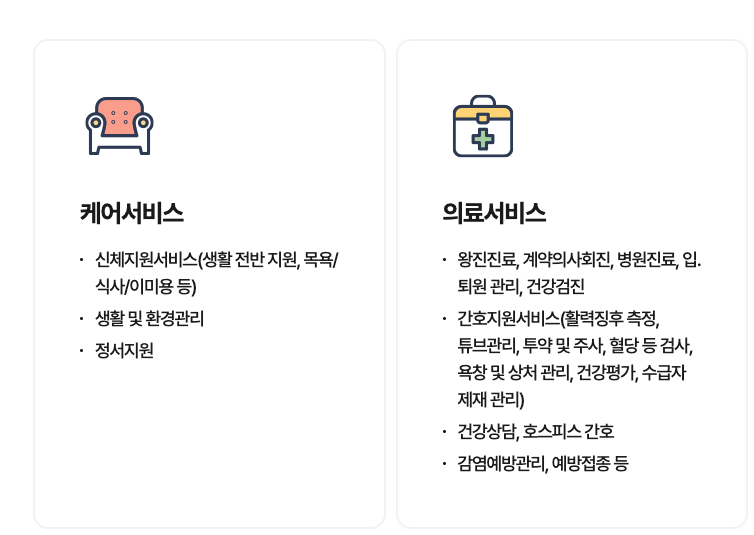 케어서비스
· 신체지원서비스(생활 전반 지원, 목욕/
식사/이미용 등)
· 생활 및 환경관리
· 정서지원
의료서비스
· 왕진진료, 계약의사회진, 병원진료, 입.
퇴원 관리, 건강검진
· 간호지원서비스(활력징후 측정,
튜브관리, 투약 및 주사, 혈당 등 검사,
욕창 및 상처 관리, 건강평가, 수급자
제재 관리)
· 건강상담, 호스피스 간호
· 감염예방관리, 예방접종 등